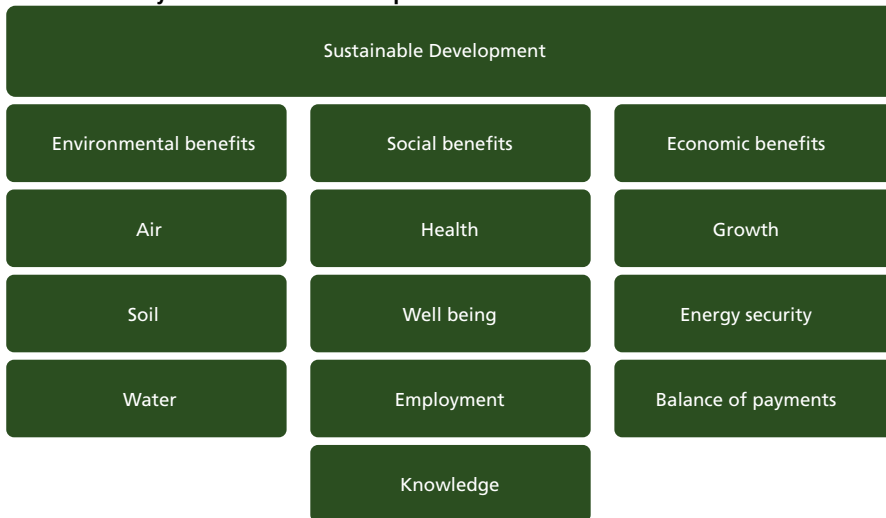 Sustainable Development
Environmental benefits
Social benefits
Economic benefits
Air
Health
Growth
Soil
Well being
Energy security
Water
Employment
Balance of payments
Knowledge